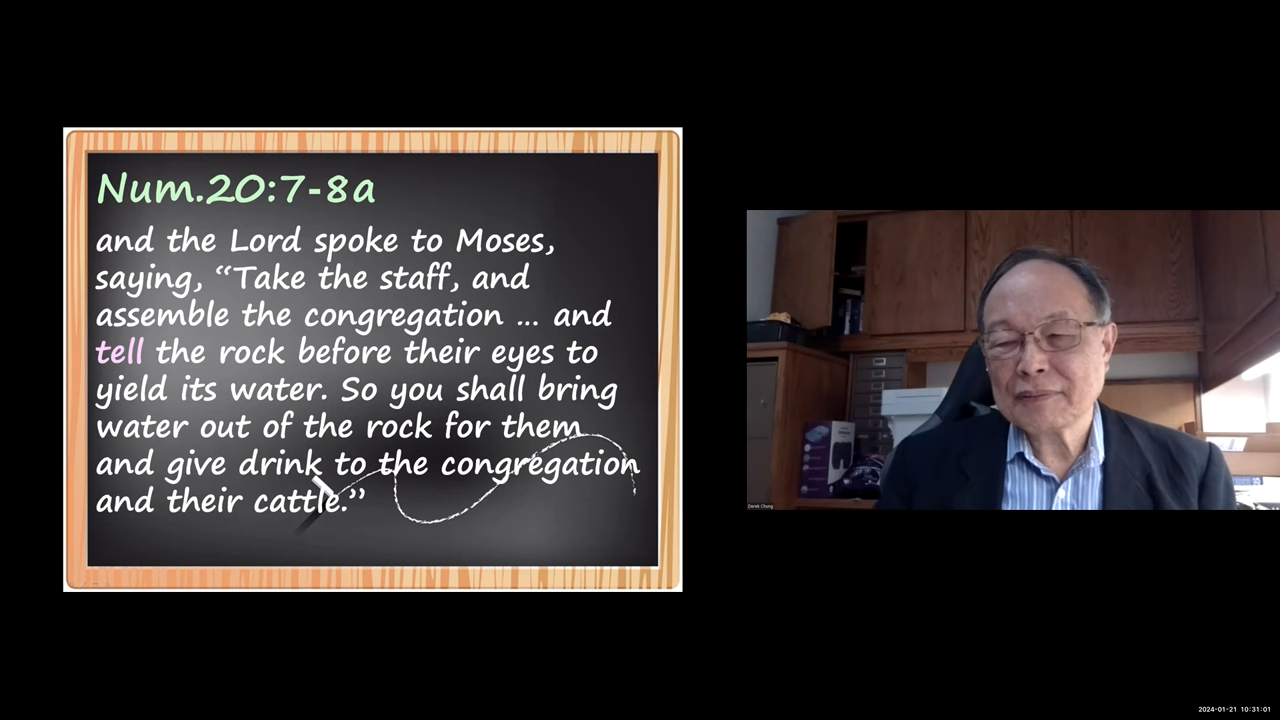 Num.20:7-8a
and the Lord spoke to Moses,
saying, “Take the staff, and
assemble the congregation ... and
tell the rock before their eyes to
yield its water. So you shall bring
water out of the rock for them
and give drink to the congregation
and their cattle.”
Derek Chung
2024-01-21 10:31:01